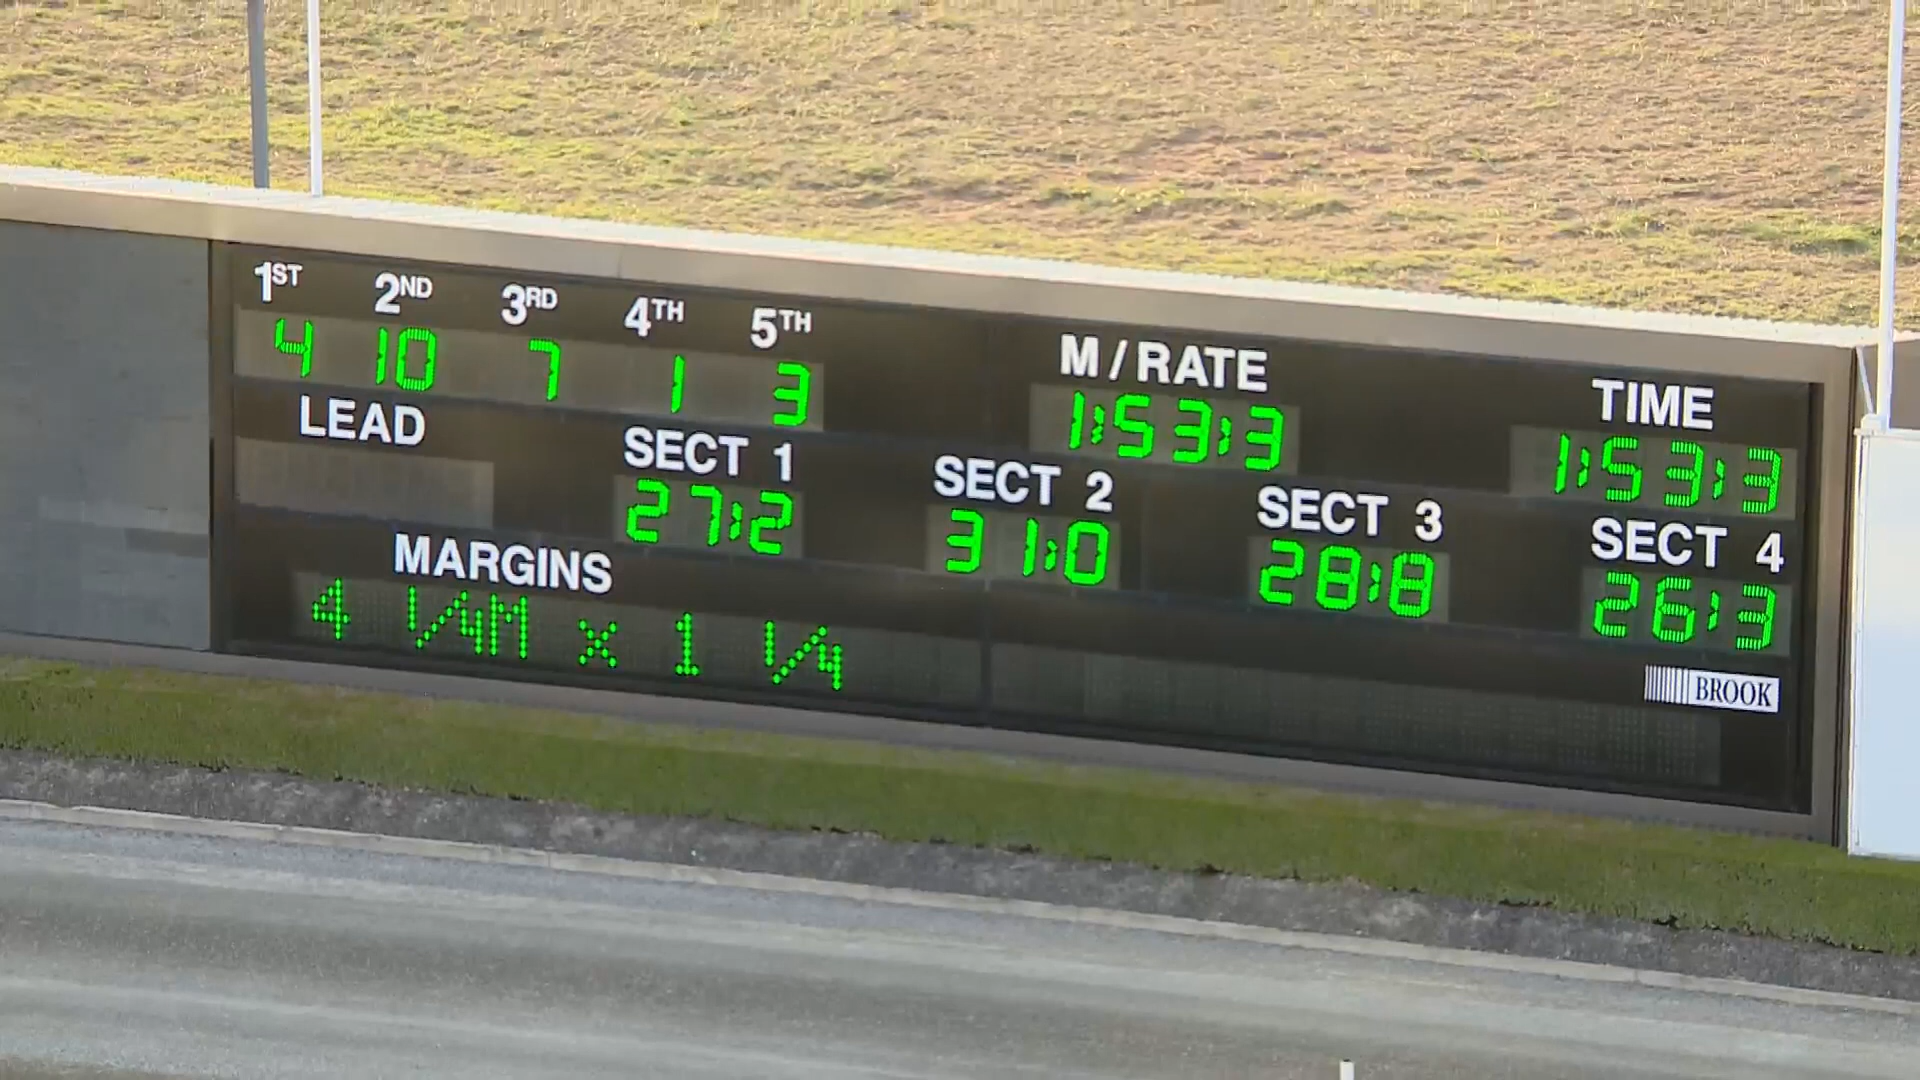 1ST 2ND 3RD 4TH 5TH
4 10 7 1 3
M/RATE
1:53:3
TIME
1:53:3
LEAD
SECT 1
27:2
SECT 2
31:0
SECT 3
28:8
SECT 4
26:3
MARGINS
4 1/4M x 1 1/4
BROOK